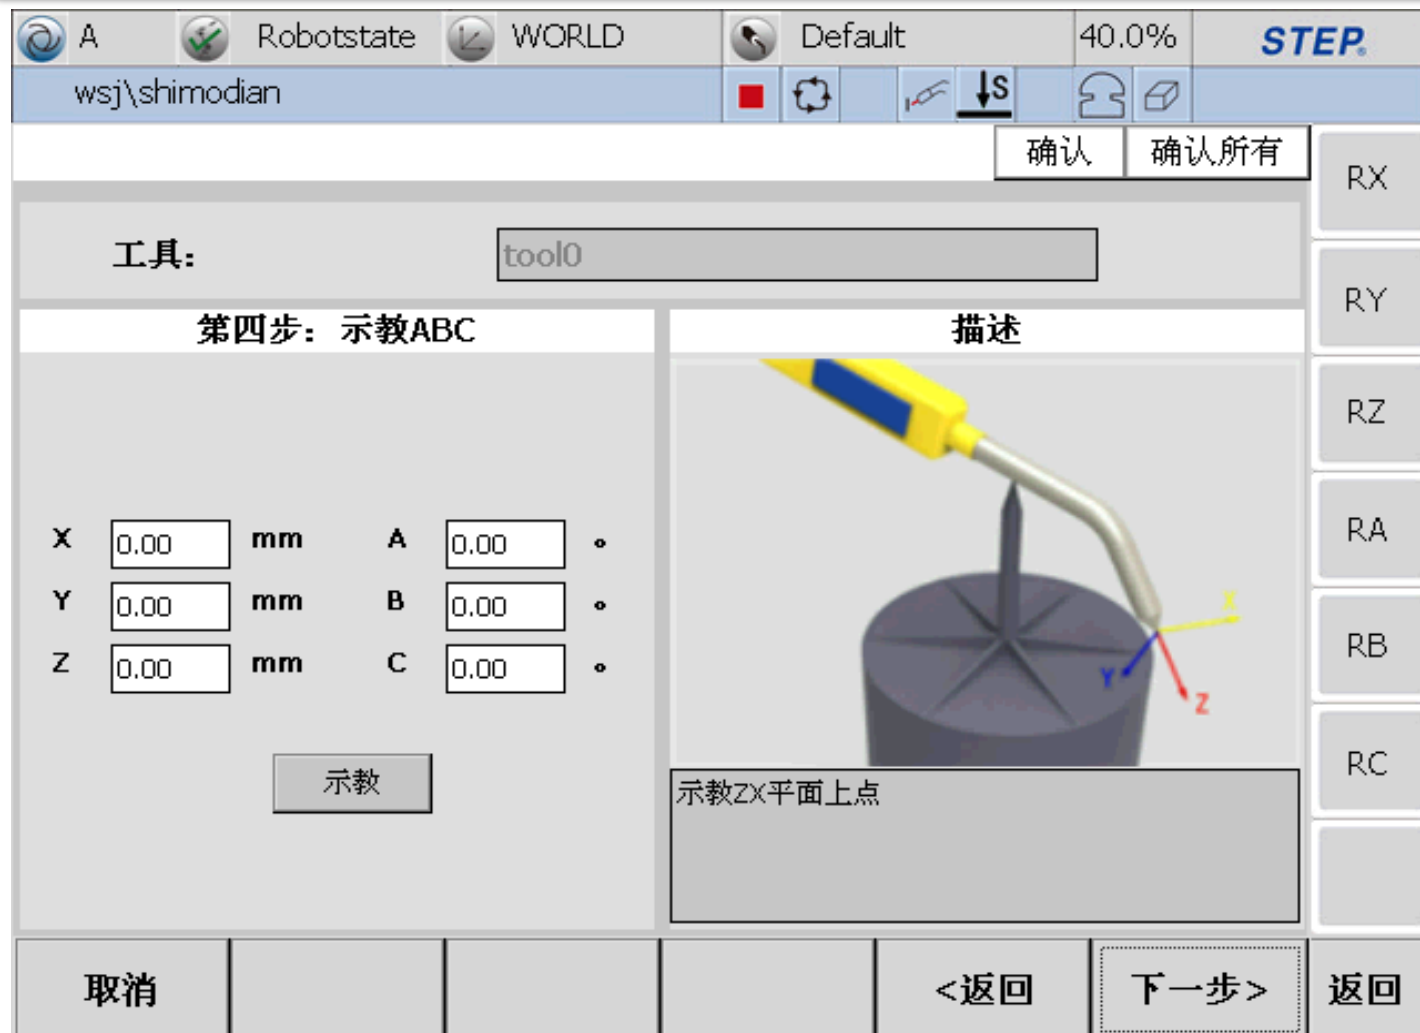 A Robotstate WORLD Default 40.0% STEP.
wsj\shimodian S
确认 确认所有
RX
工具： tool0
RY
第四步：示教ABC 描述
RZ
X 0.00 mm A 0.00 °
RA
Y 0.00 mm B 0.00 °
X
Z 0.00 mm C 0.00 °
RB
Y
Z
示教
示教ZX平面上点
RC
取消 <返回 下一步> 返回